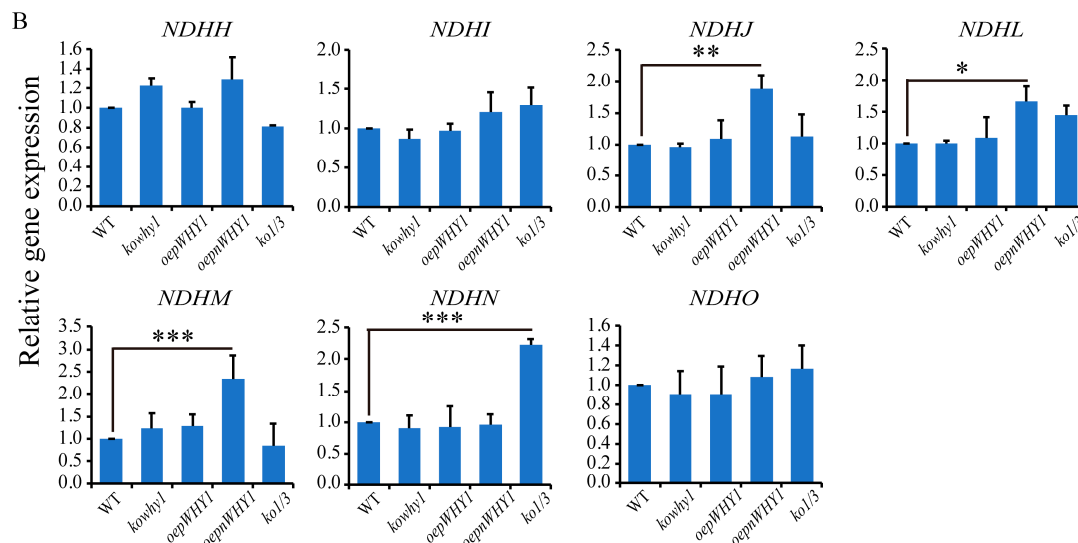 B
Relative gene expression
NDHH
1.6
1.4
1.2
1.0
0.8
0.6
0.4
0.2
0.0
WT
kowhy1
oepWHY1
oepnWHY1
ko1/3
NDHI
2.0
1.5
1.0
0.5
0.0
WT
kowhy1
oepWHY1
oepnWHY1
ko1/3
NDHJ
**
2.5
2.0
1.5
1.0
0.5
0.0
WT
kowhy1
oepWHY1
oepnWHY1
ko1/3
NDHL
*
2.5
2.0
1.5
1.0
0.5
0.0
WT
kowhy1
oepWHY1
oepnWHY1
ko1/3
NDHM
***
3.5
3.0
2.5
2.0
1.5
1.0
0.5
0.0
WT
kowhy1
oepWHY1
oepnWHY1
ko1/3
NDHN
***
2.5
2.0
1.5
1.0
0.5
0.0
WT
kowhy1
oepWHY1
oepnWHY1
ko1/3
NDHO
1.6
1.4
1.2
1.0
0.8
0.6
0.4
0.2
0.0
WT
kowhy1
oepWHY1
oepnWHY1
ko1/3